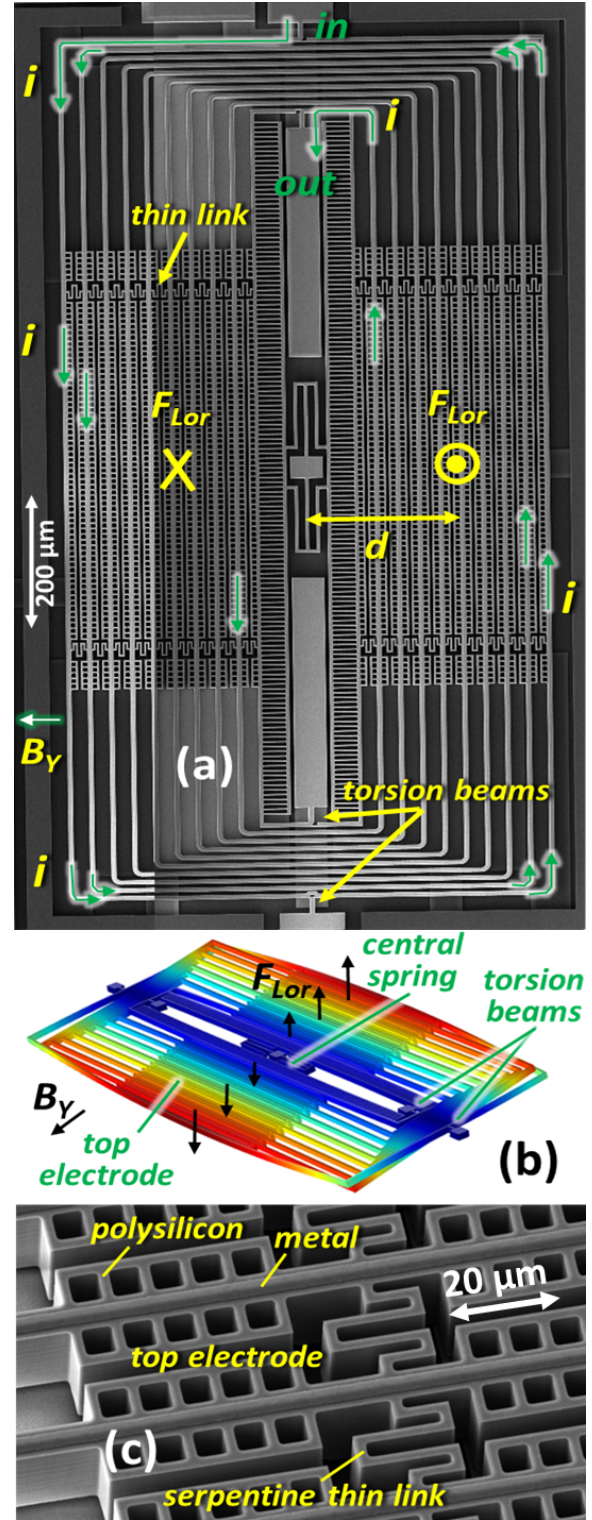 in
i
i
out
thin link
i
F_Lor
F_Lor
d
200 μm
i
B_Y
(a)
torsion beams
i
central
spring
F_Lor
torsion
beams
B_Y
top
electrode
(b)
polysilicon
metal
20 μm
top electrode
(c)
serpentine thin link